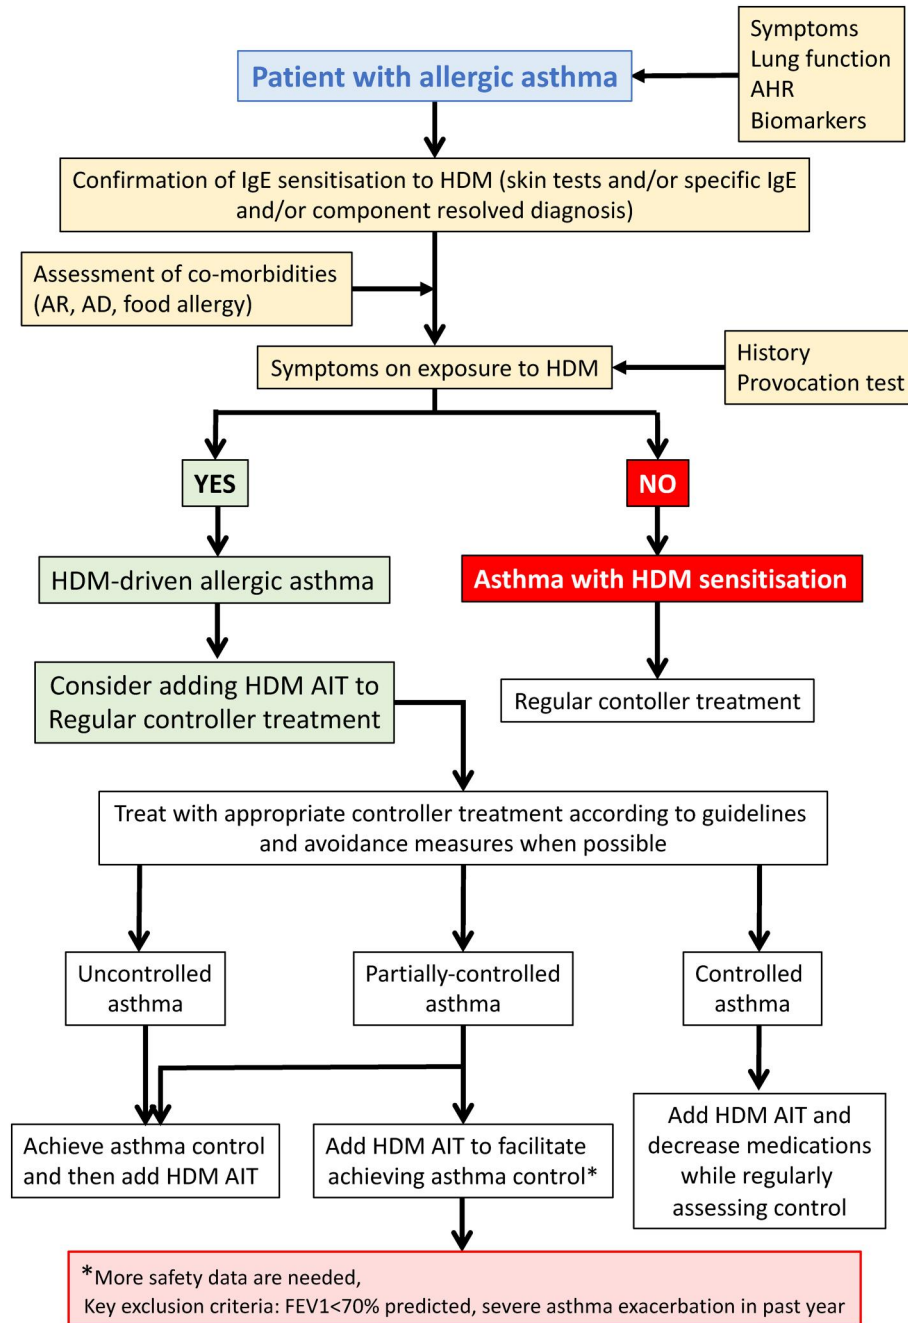 Symptoms
Lung function
AHR
Biomarkers
Patient with allergic asthma
Confirmation of IgE sensitisation to HDM (skin tests and/or specific IgE
and/or component resolved diagnosis)
Assessment of co-morbidities
(AR, AD, food allergy)
Symptoms on exposure to HDM
History
Provocation test
YES
NO
HDM-driven allergic asthma
Asthma with HDM sensitisation
Consider adding HDM AIT to
Regular controller treatment
Regular contoller treatment
Treat with appropriate controller treatment according to guidelines
and avoidance measures when possible
Uncontrolled
asthma
Partially-controlled
asthma
Controlled
asthma
Achieve asthma control
and then add HDM AIT
Add HDM AIT to facilitate
achieving asthma control*
Add HDM AIT and
decrease medications
while regularly
assessing control
*More safety data are needed,
Key exclusion criteria: FEV1<70% predicted, severe asthma exacerbation in past year